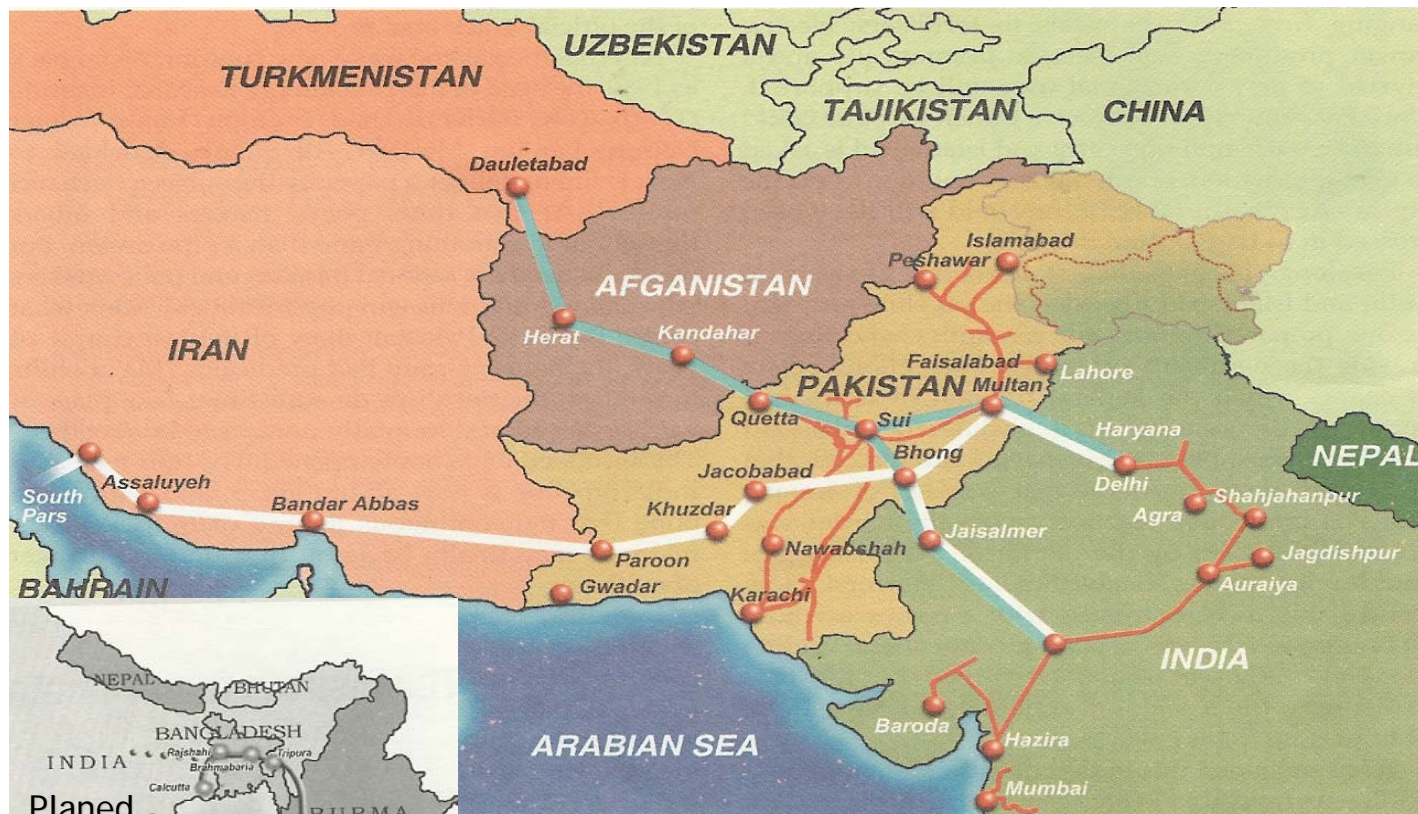 UZBEKISTAN
TURKMENISTAN
TAJIKISTAN
CHINA
Dauletabad
Islamabad
Peshawar
AFGANISTAN
Herat
Kandahar
IRAN
Faisalabad
Lahore
PAKISTAN
Multan
Quetta
Sui
Haryana
Bhong
NEPAL
Jacobabad
Delhi
Assaluyeh
South
Pars
Bandar Abbas
Khuzdar
Agra
Shahjahanpur
Jaisalmer
Paroon
Nawabshah
Jagdishpur
Gwadar
Auraiya
BAHRAIN
Karachi
INDIA
Baroda
ARABIAN SEA
Hazira
Mumbai
NEPAL
BHUTAN
BANGLADESH
INDIA
Rajshahi
Tripura
Brahmabaria
Calcutta
Planed
BURMA